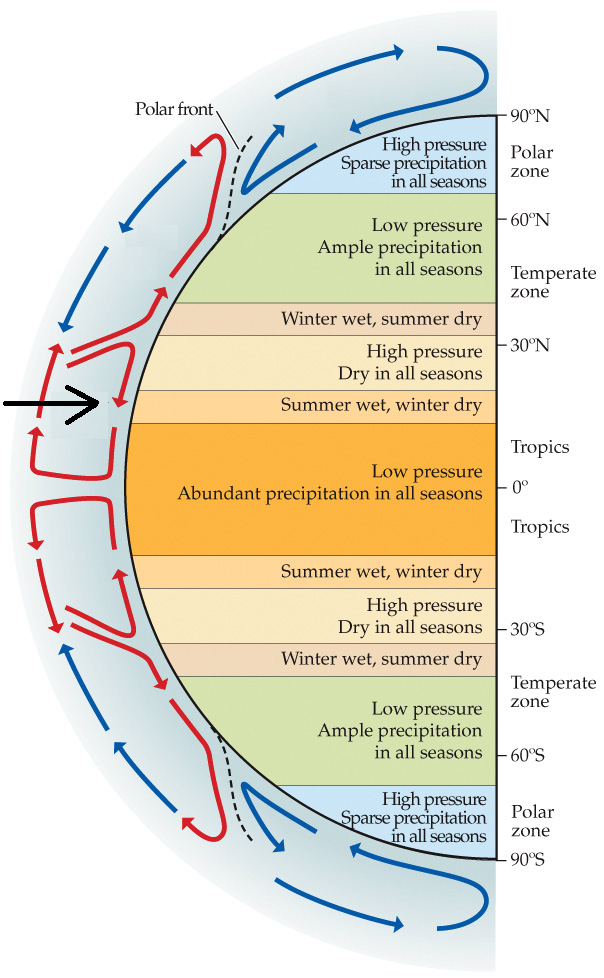 Polar front
90ºN
High pressure
Sparse precipitation
in all seasons
Polar
zone
60ºN
Low pressure
Ample precipitation
in all seasons
Temperate
zone
Winter wet, summer dry
30ºN
High pressure
Dry in all seasons
Summer wet, winter dry
Tropics
Low pressure
Abundant precipitation in all seasons
0º
Tropics
Summer wet, winter dry
High pressure
Dry in all seasons
30ºS
Winter wet, summer dry
Temperate
zone
Low pressure
Ample precipitation
in all seasons
60ºS
High pressure
Sparse precipitation
in all seasons
Polar
zone
90ºS